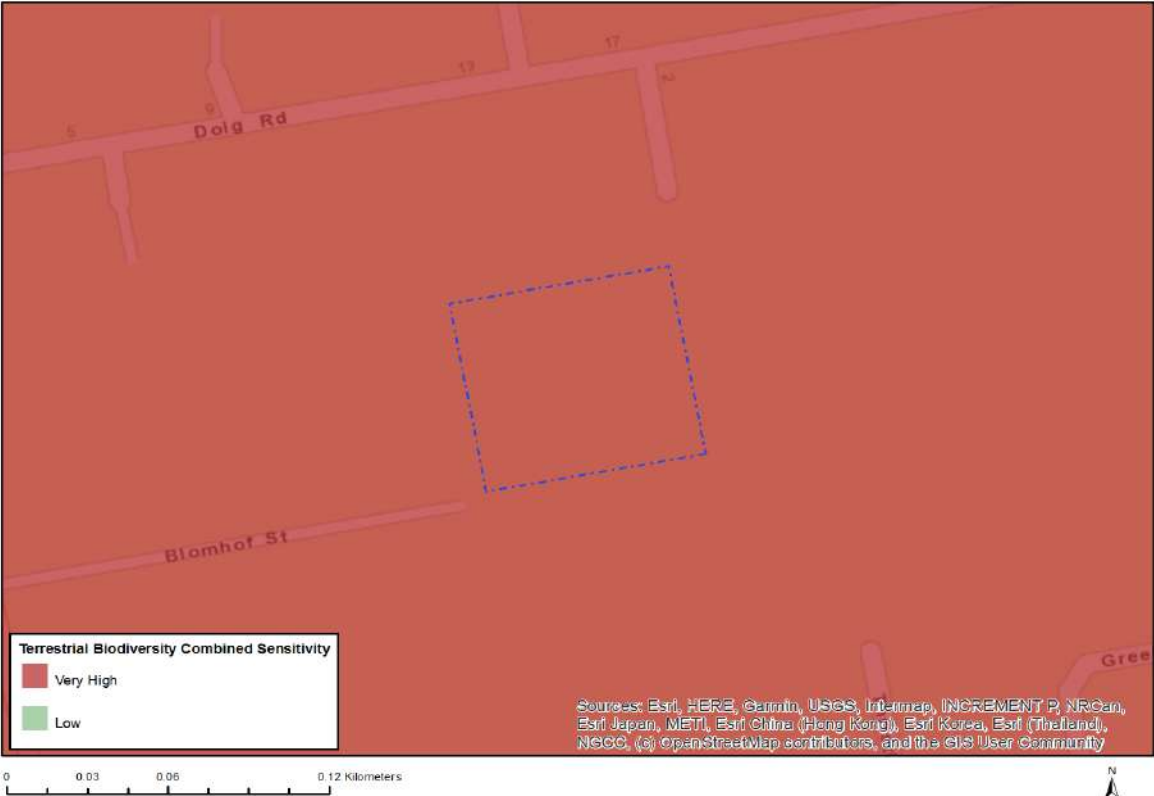 17
13
2
9
5
Dolg Rd
Blomhof St
Gree
Terrestrial Biodiversity Combined Sensitivity
Very High
Low
Sources: Esri, HERE, Garmin, USGS, Intermap, INCREMENT P, NRCan,
Esri Japan, METI, Esri China (Hong Kong), Esri Korea, Esri (Thailand),
NGCC, (c) OpenStreetMap contributors, and the GIS User Community
0 0.03 0.06 0.12 Kilometers
N